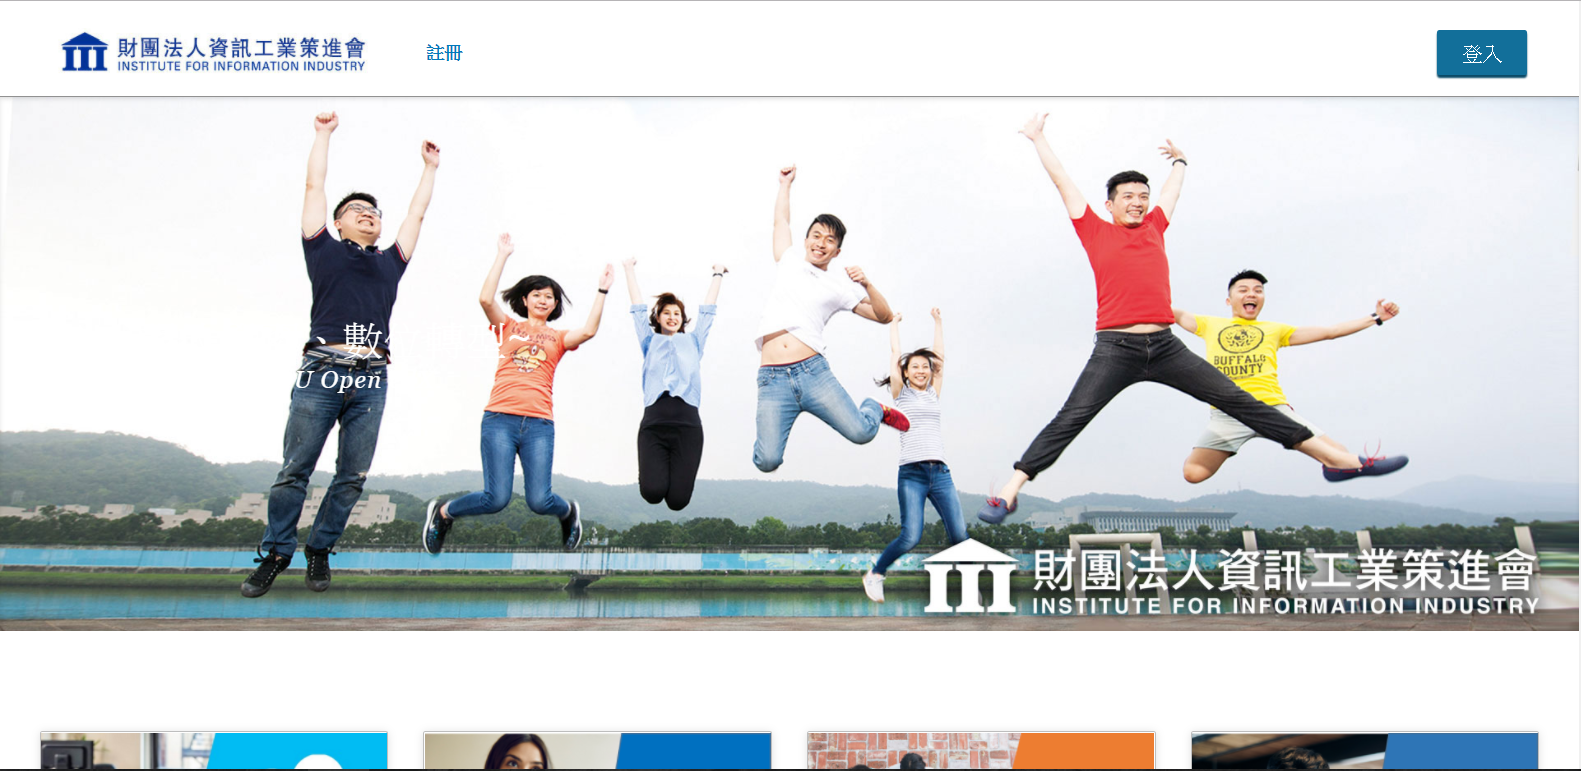 財團法人資訊工業策進會
INSTITUTE FOR INFORMATION INDUSTRY
註冊
登入
、數
U Open
BUFFALO
COUNTY
財團法人資訊工業策進會
INSTITUTE FOR INFORMATION INDUSTRY